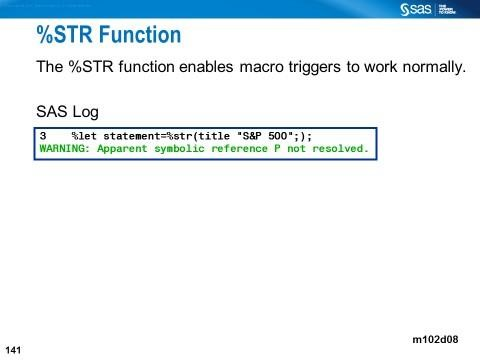 sas
THE
POWER
TO KNOW
%STR Function
The %STR function enables macro triggers to work normally.
SAS Log
3    %let statement=%str(title "S&P 500";);
WARNING: Apparent symbolic reference P not resolved.
m102d08
141